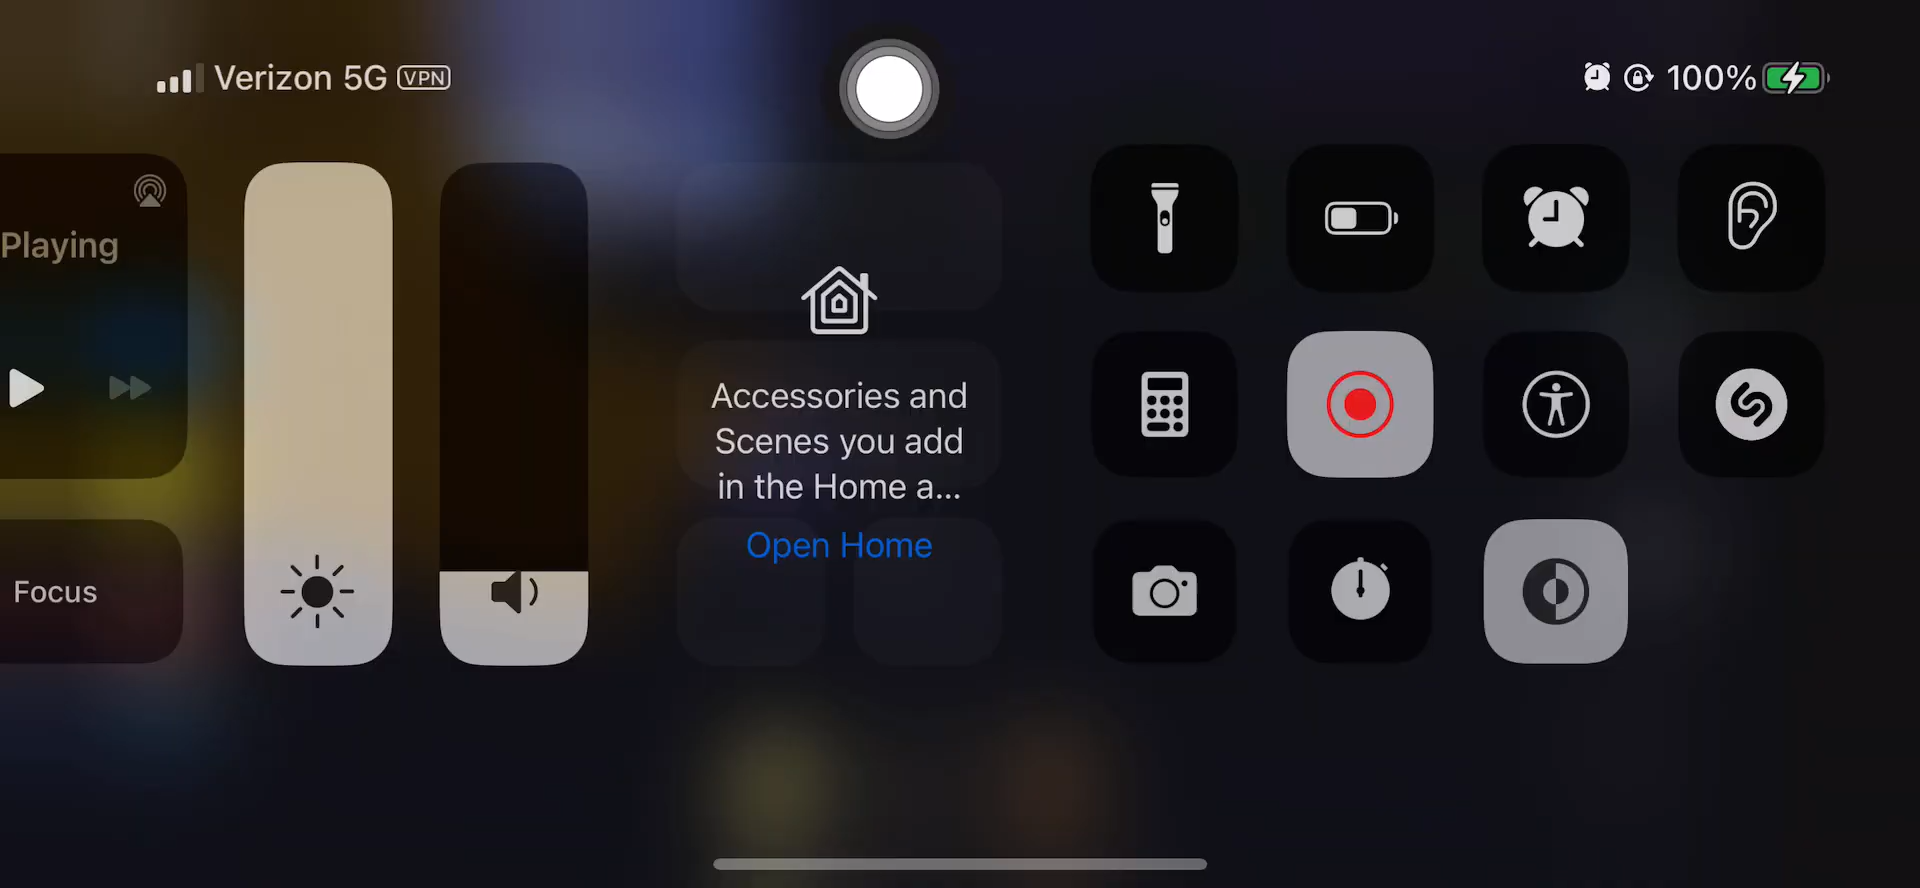 Verizon 5G VPN
100%
Playing
Accessories and
Scenes you add
in the Home a...
Open Home
Focus